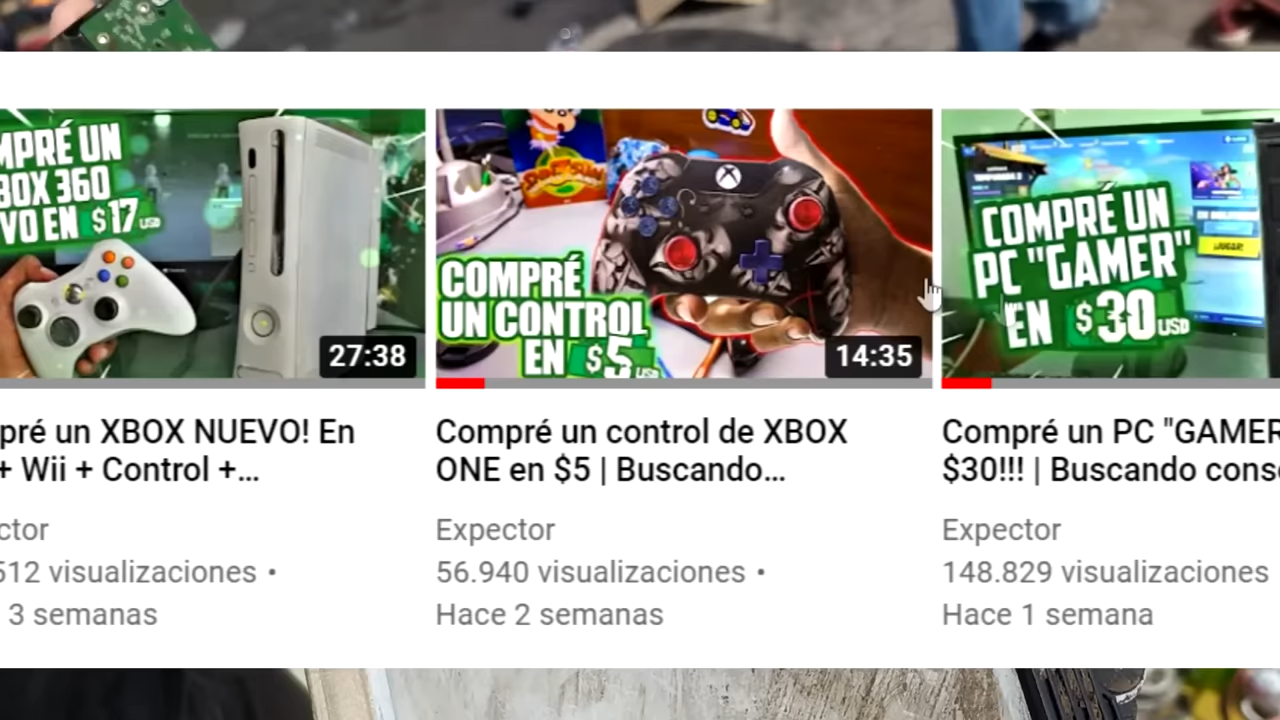 MPRÉ UN
BOX 360
VO EN $17 USD
27:38
pré un XBOX NUEVO! En
+ Wii + Control +...
ctor
512 visualizaciones •
3 semanas
COMPRÉ
UN CONTROL
EN $5 USD
14:35
Compré un control de XBOX
ONE en $5 | Buscando...
Expector
56.940 visualizaciones •
Hace 2 semanas
COMPRÉ UN
PC "GAMER"
EN $30 USD
¡JUGAR!
Compré un PC "GAMER
$30!!! | Buscando conso
Expector
148.829 visualizaciones
Hace 1 semana